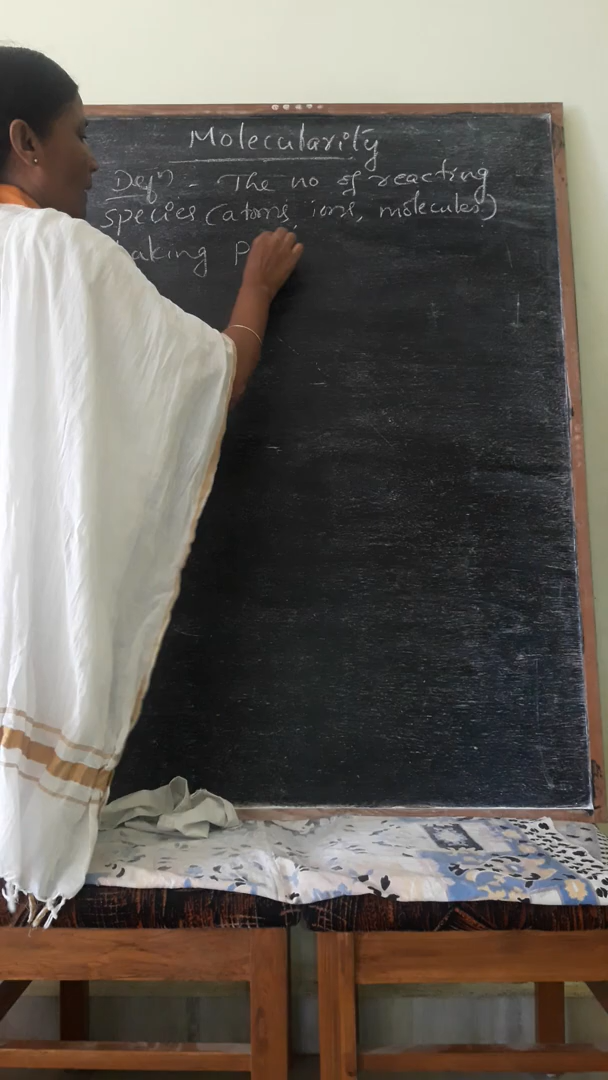 Molecularity
Defn - The no of reacting
species (atoms, ions, molecules)
taking p